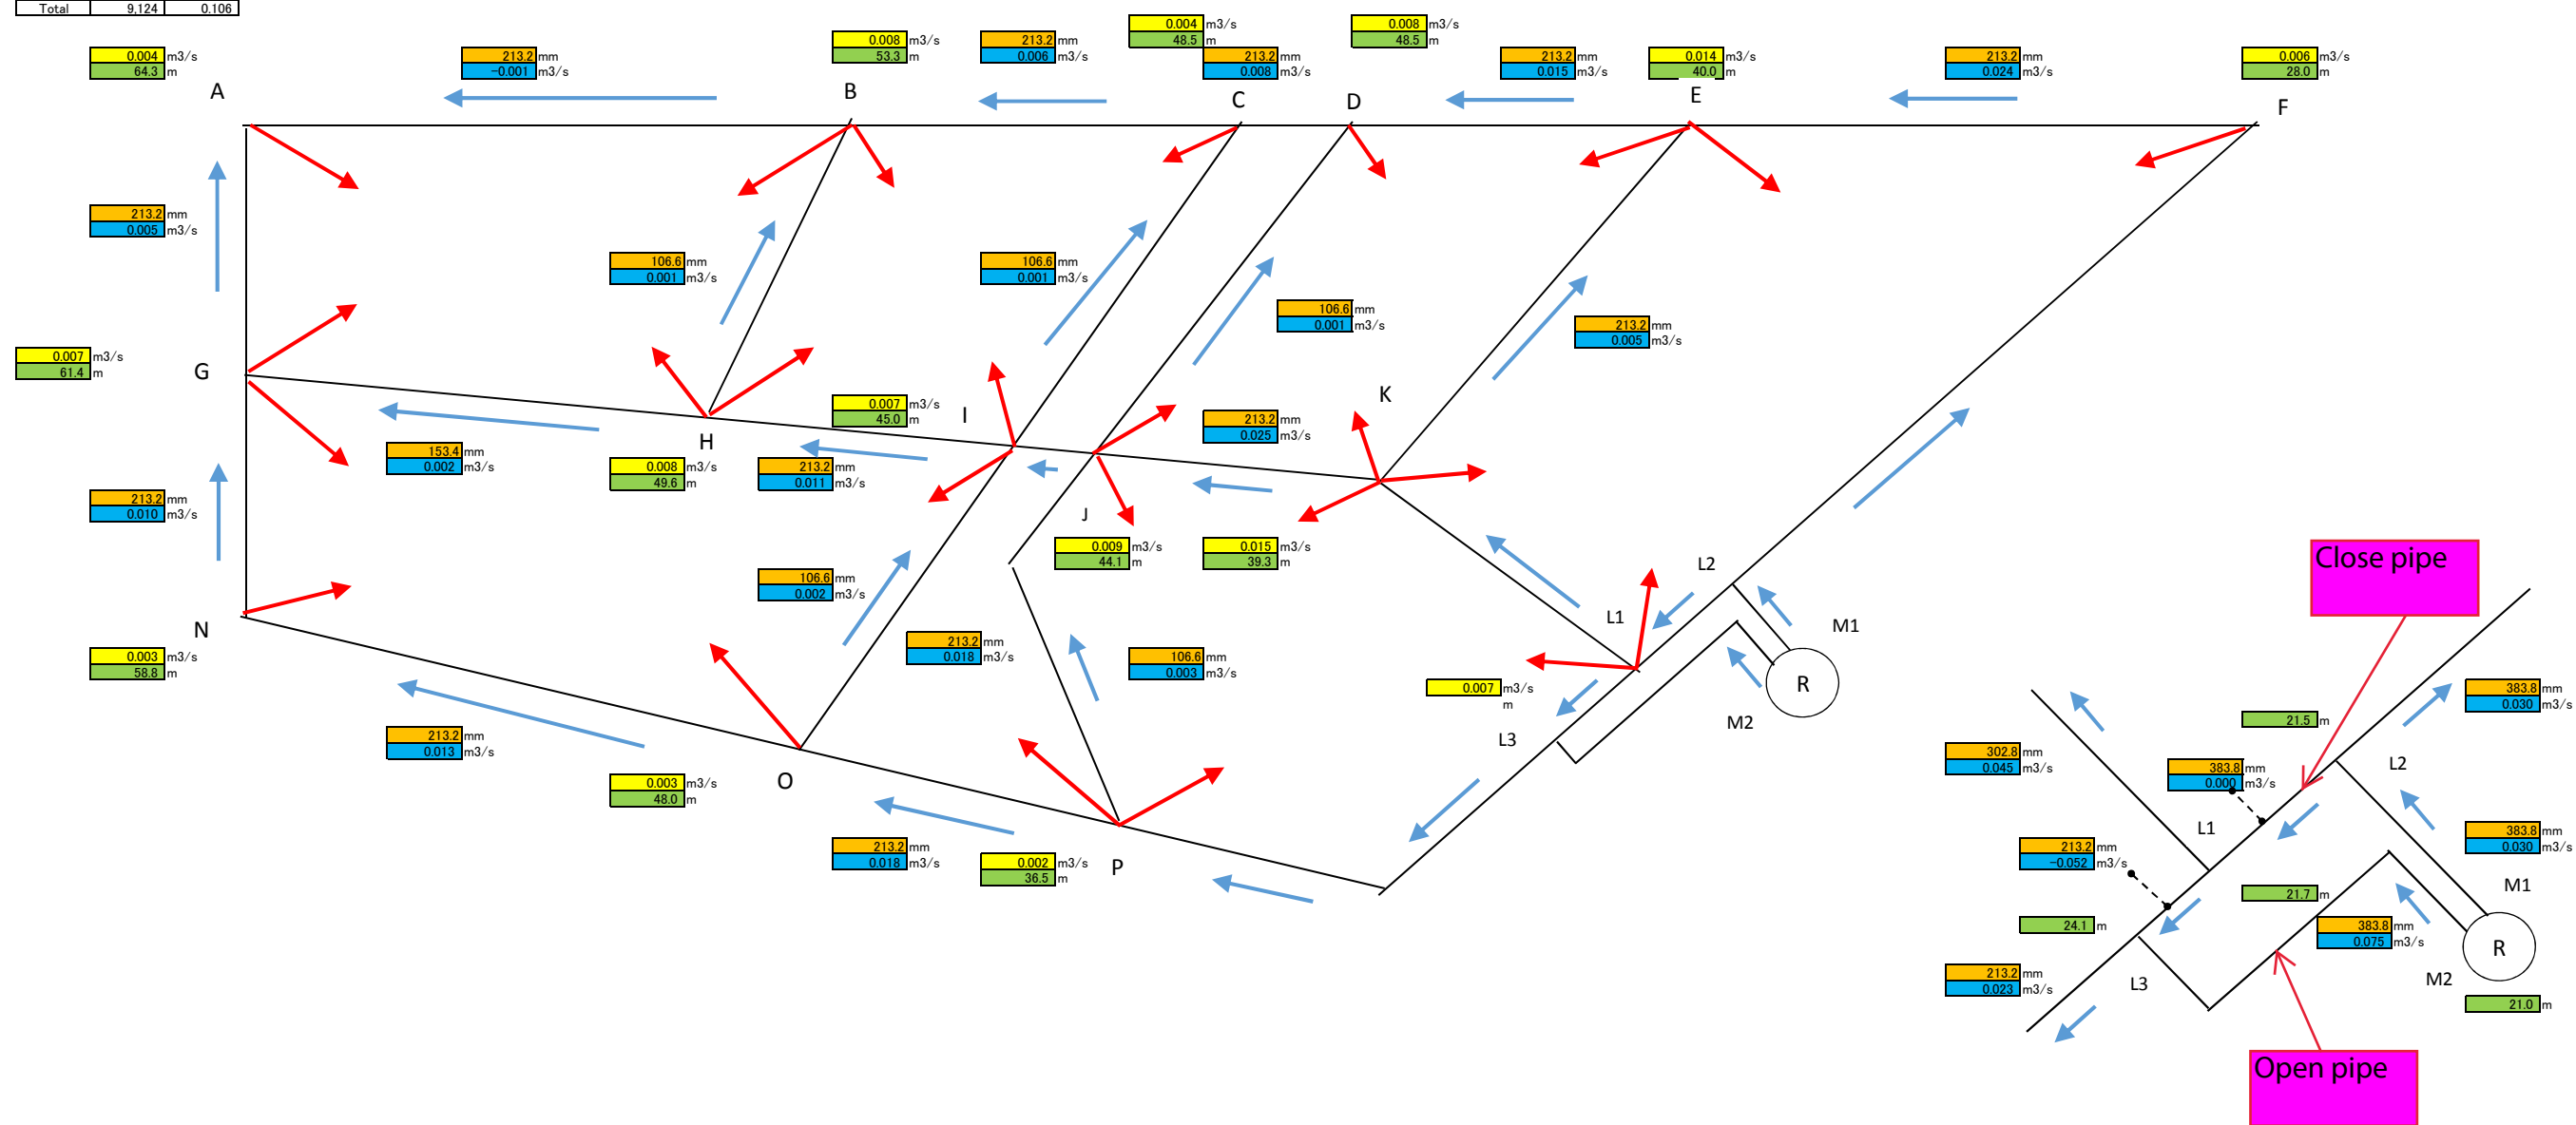 Total 9,124 0.106
0.004 m3/s
48.5 m
0.008 m3/s
48.5 m
0.004 m3/s
64.3 m
213.2 mm
-0.001 m3/s
0.008 m3/s
53.3 m
213.2 mm
0.006 m3/s
213.2 mm
0.008 m3/s
213.2 mm
0.015 m3/s
0.014 m3/s
40.0 m
213.2 mm
0.024 m3/s
0.006 m3/s
28.0 m
A
B
C
D
E
F
213.2 mm
0.005 m3/s
106.6 mm
0.001 m3/s
106.6 mm
0.001 m3/s
106.6 mm
0.001 m3/s
213.2 mm
0.005 m3/s
0.007 m3/s
61.4 m
G
0.007 m3/s
45.0 m
I
K
213.2 mm
0.025 m3/s
H
153.4 mm
0.002 m3/s
0.008 m3/s
49.6 m
213.2 mm
0.011 m3/s
213.2 mm
0.010 m3/s
J
0.009 m3/s
44.1 m
0.015 m3/s
39.3 m
106.6 mm
0.002 m3/s
L2
L1
M1
N
213.2 mm
0.018 m3/s
106.6 mm
0.003 m3/s
0.003 m3/s
58.8 m
0.007 m3/s
m
R
M2
L3
213.2 mm
0.013 m3/s
O
0.003 m3/s
48.0 m
213.2 mm
0.018 m3/s
0.002 m3/s
36.5 m
P
Close pipe
383.8 mm
0.030 m3/s
21.5 m
302.8 mm
0.045 m3/s
383.8 mm
0.000 m3/s
L2
L1
383.8 mm
0.030 m3/s
213.2 mm
-0.052 m3/s
M1
21.7 m
24.1 m
383.8 mm
0.075 m3/s
R
213.2 mm
0.023 m3/s
L3
M2
21.0 m
Open pipe